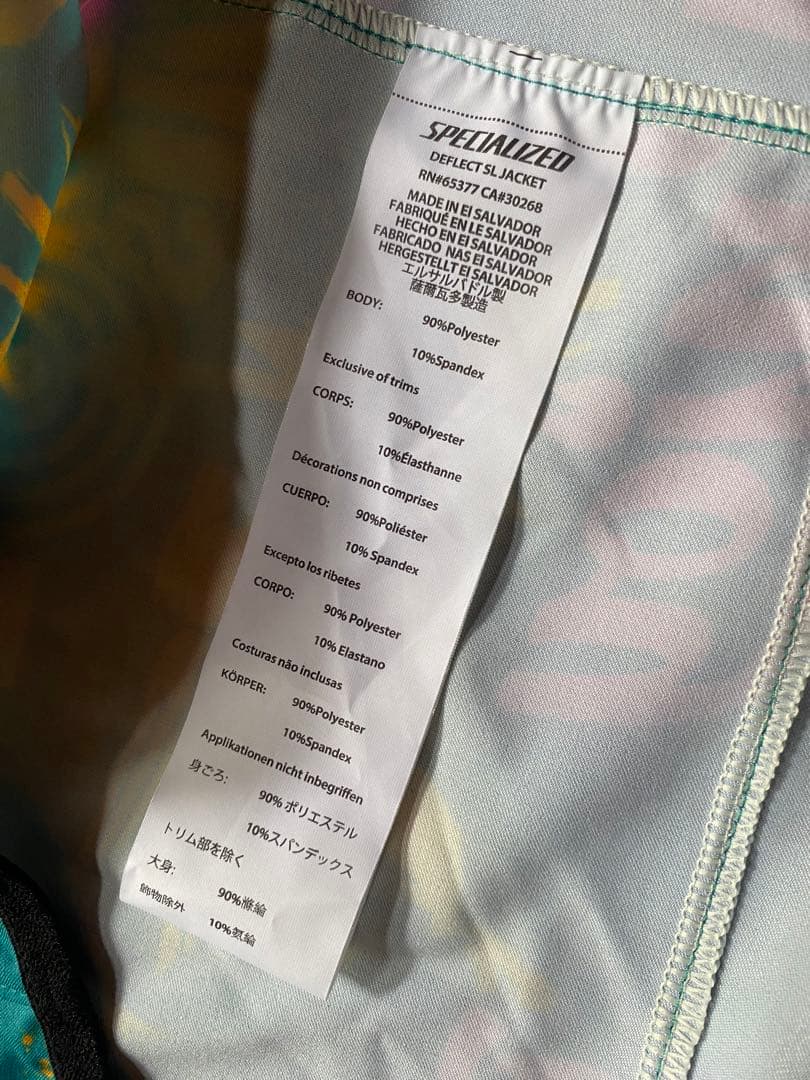 SPECIALIZED
DEFLECT SL JACKET
RN#65377 CA#30268
MADE IN El SALVADOR
FABRIQUÉ EN LE SALVADOR
HECHO EN El SALVADOR
FABRICADO NAS El SALVADOR
HERGESTELLT El SALVADOR
エルサルバドル製
薩爾瓦多製造
BODY:
90%Polyester
10%Spandex
Exclusive of trims
CORPS:
90%Polyester
10%Élasthanne
Décorations non comprises
CUERPO:
90%Poliéster
10% Spandex
Excepto los ribetes
CORPO:
90% Polyester
10% Elastano
Costuras não inclusas
KÖRPER:
90%Polyester
10%Spandex
Applikationen nicht inbegriffen
身ごろ:
90% ポリエステル
10%スパンデックス
トリム部を除く
大身:
90%滌綸
飾物除外
10%氨綸